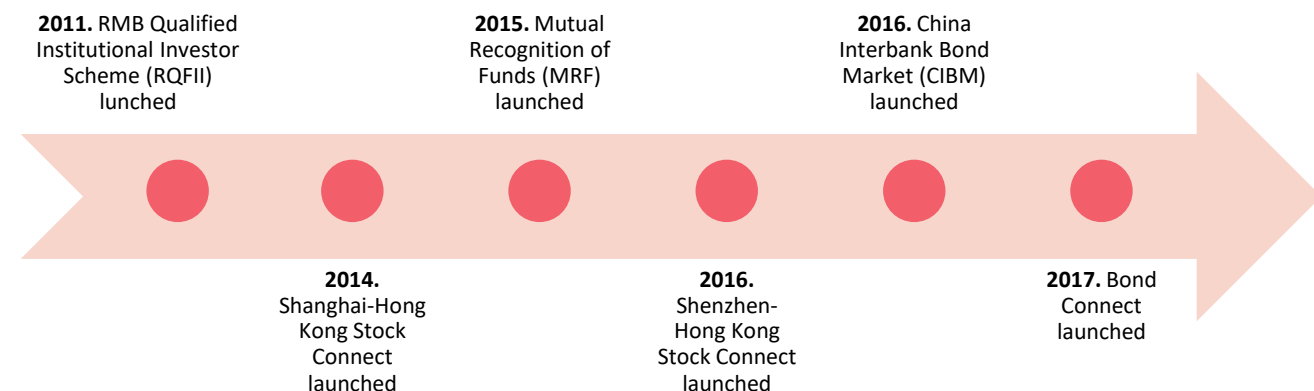 2011. RMB Qualified
Institutional Investor
Scheme (RQFII)
lunched
2014.
Shanghai-Hong
Kong Stock
Connect
launched
2015. Mutual
Recognition of
Funds (MRF)
launched
2016.
Shenzhen-
Hong Kong
Stock Connect
launched
2016. China
Interbank Bond
Market (CIBM)
launched
2017. Bond
Connect
launched